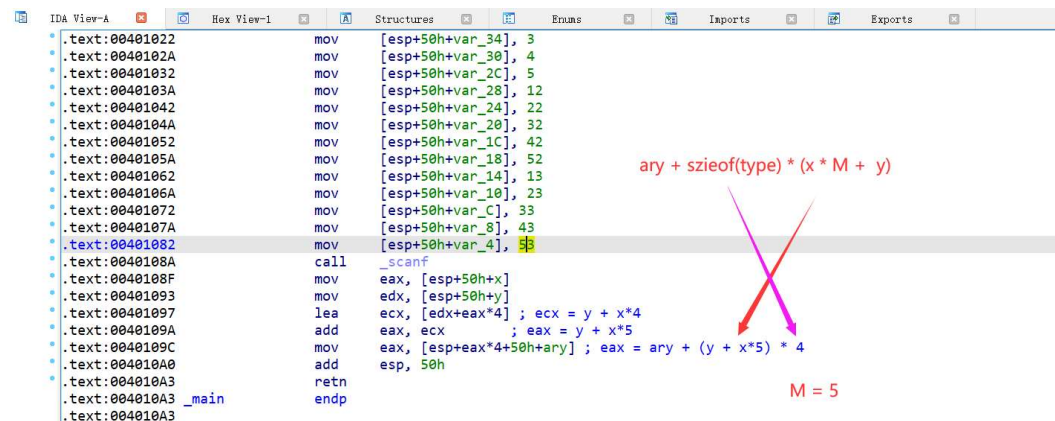 IDA View-A Hex View-1 Structures Enums Imports Exports
.text:00401022 mov [esp+50h+var_34], 3
.text:0040102A mov [esp+50h+var_30], 4
.text:00401032 mov [esp+50h+var_2C], 5
.text:0040103A mov [esp+50h+var_28], 12
.text:00401042 mov [esp+50h+var_24], 22
.text:0040104A mov [esp+50h+var_20], 32
.text:00401052 mov [esp+50h+var_1C], 42
.text:0040105A mov [esp+50h+var_18], 52
.text:00401062 mov [esp+50h+var_14], 13
.text:0040106A mov [esp+50h+var_10], 23
.text:00401072 mov [esp+50h+var_C], 33
.text:0040107A mov [esp+50h+var_8], 43
.text:00401082 mov [esp+50h+var_4], 53
.text:0040108A call _scanf
.text:0040108F mov eax, [esp+50h+x]
.text:00401093 mov edx, [esp+50h+y]
.text:00401097 lea ecx, [edx+eax*4] ; ecx = y + x*4
.text:0040109A add eax, ecx ; eax = y + x*5
.text:0040109C mov eax, [esp+eax*4+50h+ary] ; eax = ary + (y + x*5) * 4
.text:004010A0 add esp, 50h
.text:004010A3 retn
.text:004010A3 _main endp
.text:004010A3
ary + szieof(type) * (x * M + y)
M = 5